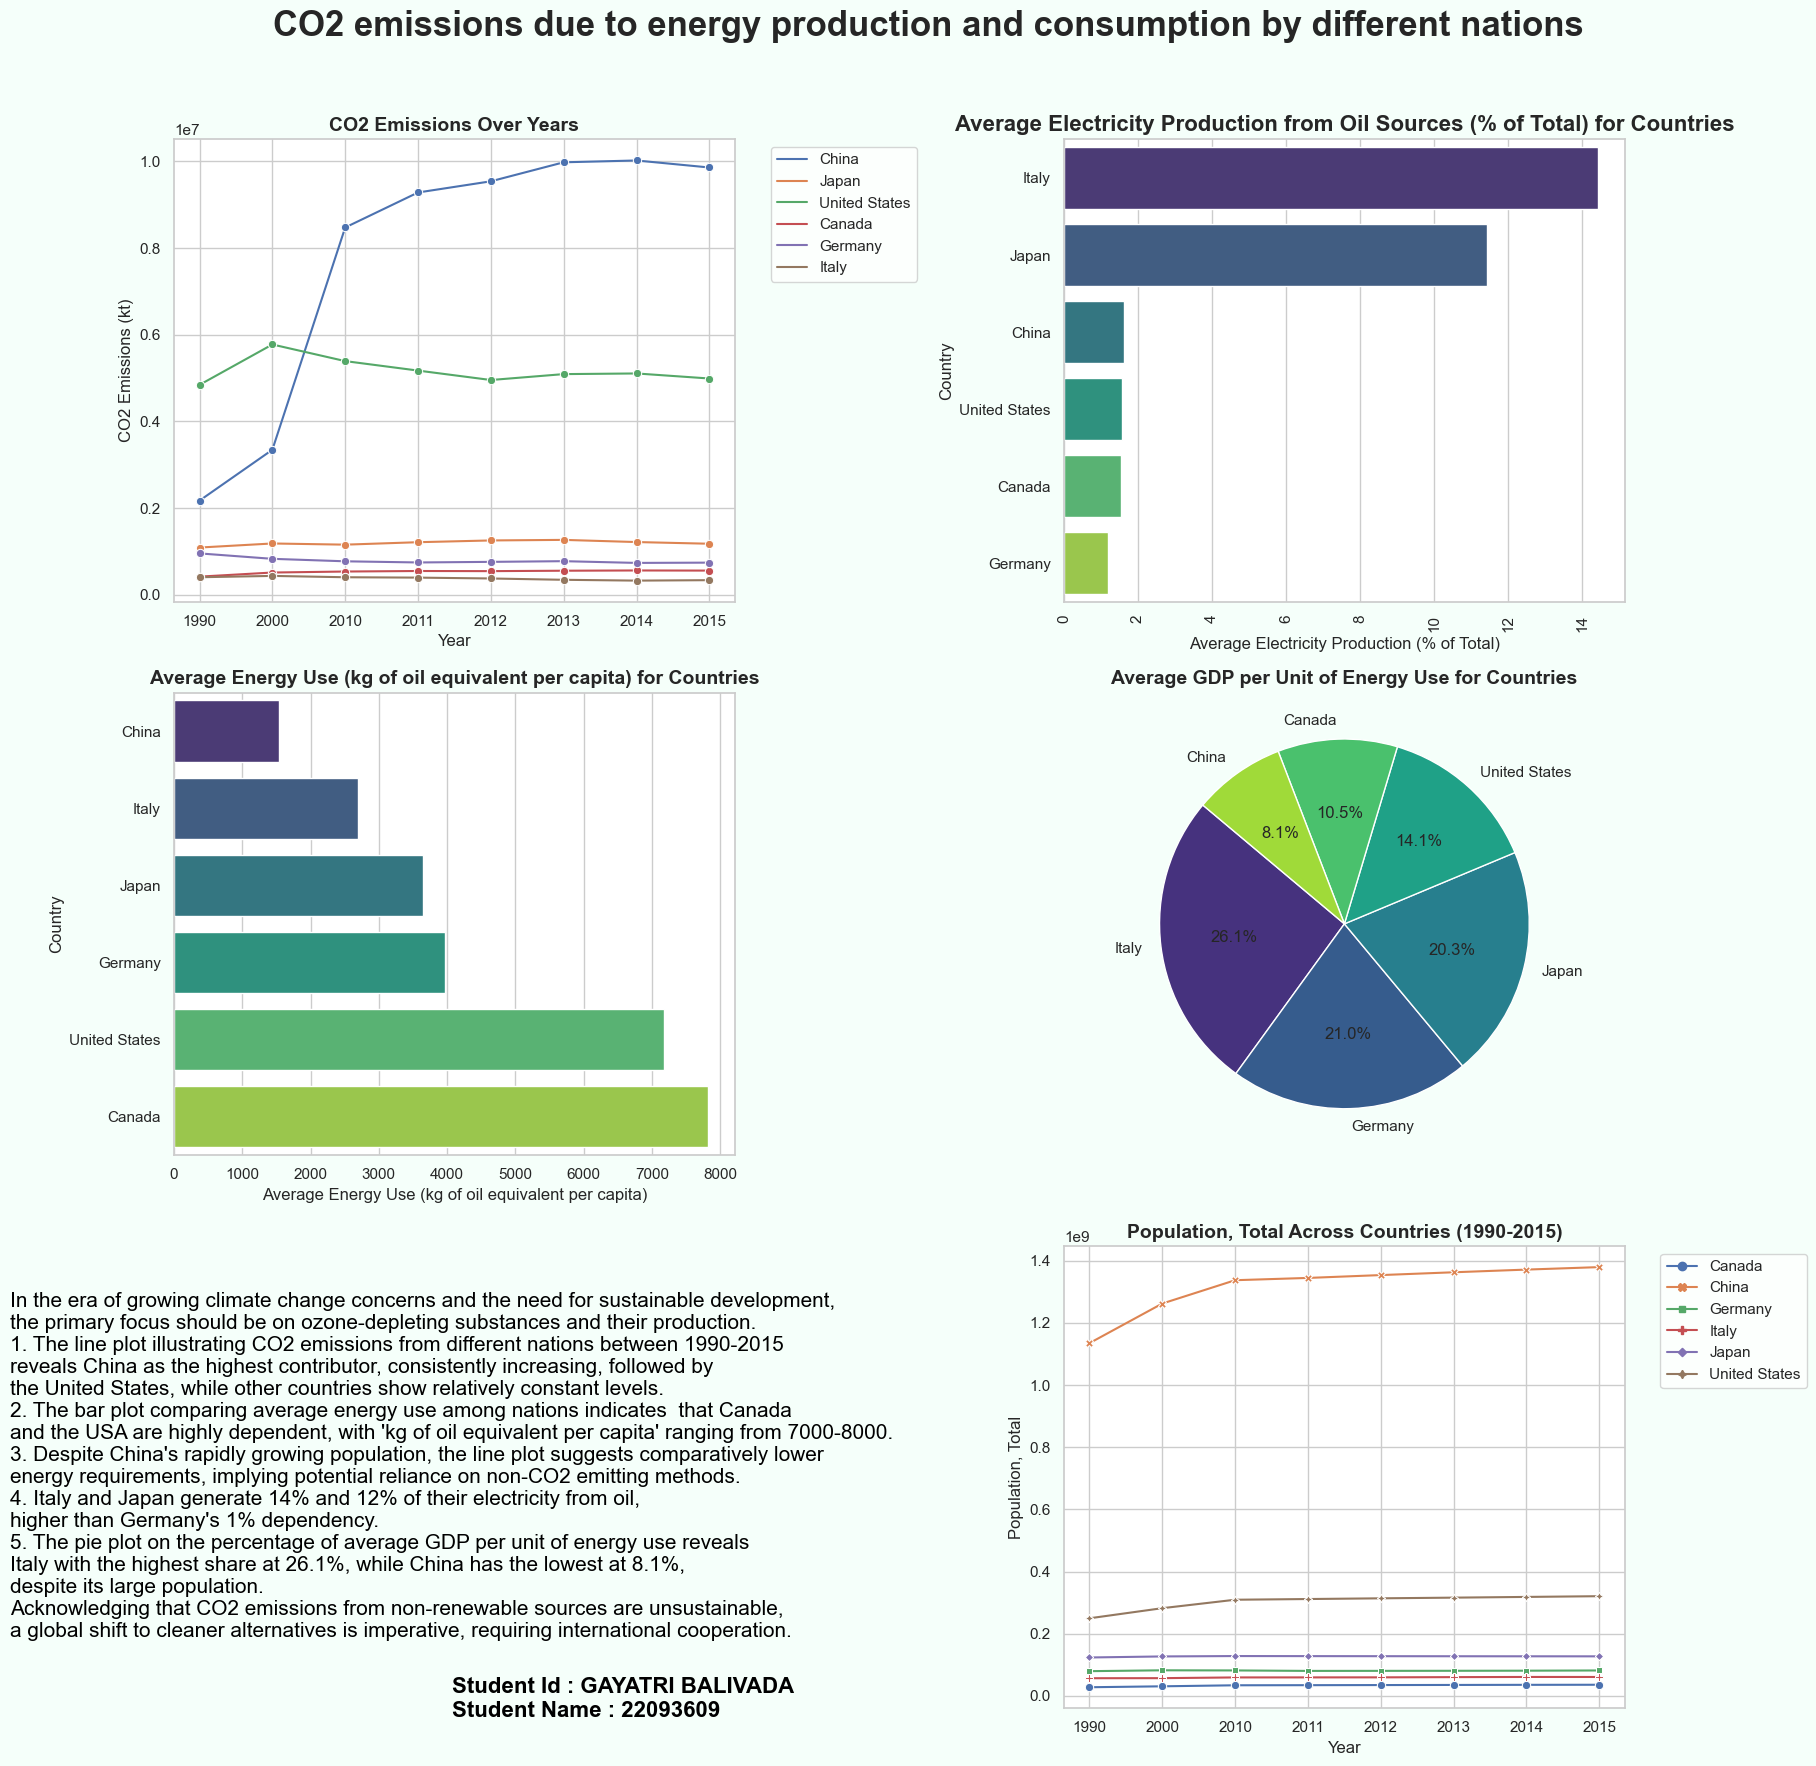 CO2 emissions due to energy production and consumption by different nations
CO2 Emissions Over Years
1e7
1.0
0.8
0.6
0.4
0.2
0.0
CO2 Emissions (kt)
1990 2000 2010 2011 2012 2013 2014 2015
Year
China
Japan
United States
Canada
Germany
Italy
Average Electricity Production from Oil Sources (% of Total) for Countries
Country
Italy
Japan
China
United States
Canada
Germany
0 2 4 6 8 10 12 14
Average Electricity Production (% of Total)
Average Energy Use (kg of oil equivalent per capita) for Countries
Country
China
Italy
Japan
Germany
United States
Canada
0 1000 2000 3000 4000 5000 6000 7000 8000
Average Energy Use (kg of oil equivalent per capita)
Average GDP per Unit of Energy Use for Countries
Canada
China
United States
10.5%
8.1%
14.1%
Italy
26.1%
20.3%
Japan
21.0%
Germany
In the era of growing climate change concerns and the need for sustainable development,
the primary focus should be on ozone-depleting substances and their production.
1. The line plot illustrating CO2 emissions from different nations between 1990-2015
reveals China as the highest contributor, consistently increasing, followed by
the United States, while other countries show relatively constant levels.
2. The bar plot comparing average energy use among nations indicates  that Canada
and the USA are highly dependent, with 'kg of oil equivalent per capita' ranging from 7000-8000.
3. Despite China's rapidly growing population, the line plot suggests comparatively lower
energy requirements, implying potential reliance on non-CO2 emitting methods.
4. Italy and Japan generate 14% and 12% of their electricity from oil,
higher than Germany's 1% dependency.
5. The pie plot on the percentage of average GDP per unit of energy use reveals
Italy with the highest share at 26.1%, while China has the lowest at 8.1%,
despite its large population.
Acknowledging that CO2 emissions from non-renewable sources are unsustainable,
a global shift to cleaner alternatives is imperative, requiring international cooperation.
Student Id : GAYATRI BALIVADA
Student Name : 22093609
Population, Total Across Countries (1990-2015)
1e9
1.4
1.2
1.0
0.8
0.6
0.4
0.2
0.0
Population, Total
1990 2000 2010 2011 2012 2013 2014 2015
Year
Canada
China
Germany
Italy
Japan
United States